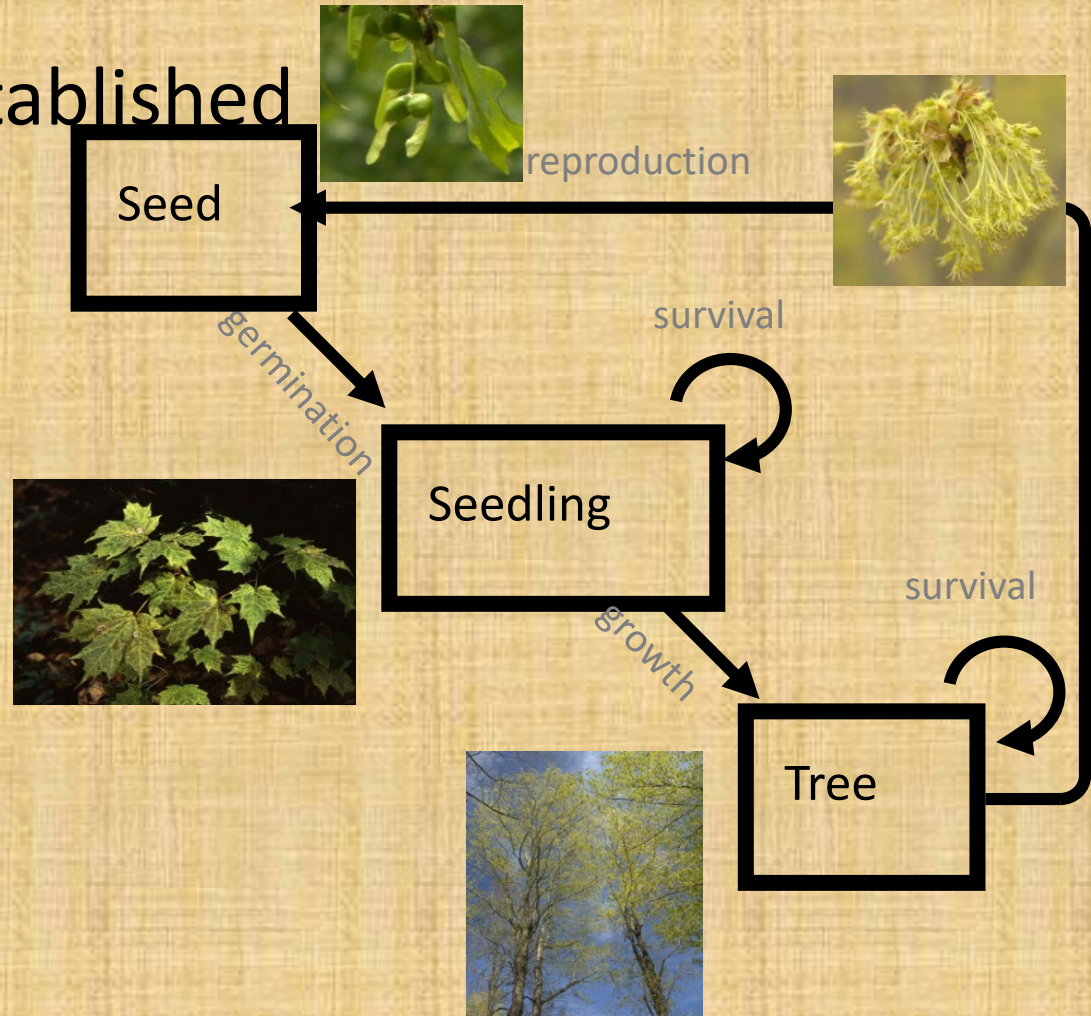 tablished
Seed
reproduction
survival
germination
Seedling
survival
growth
Tree